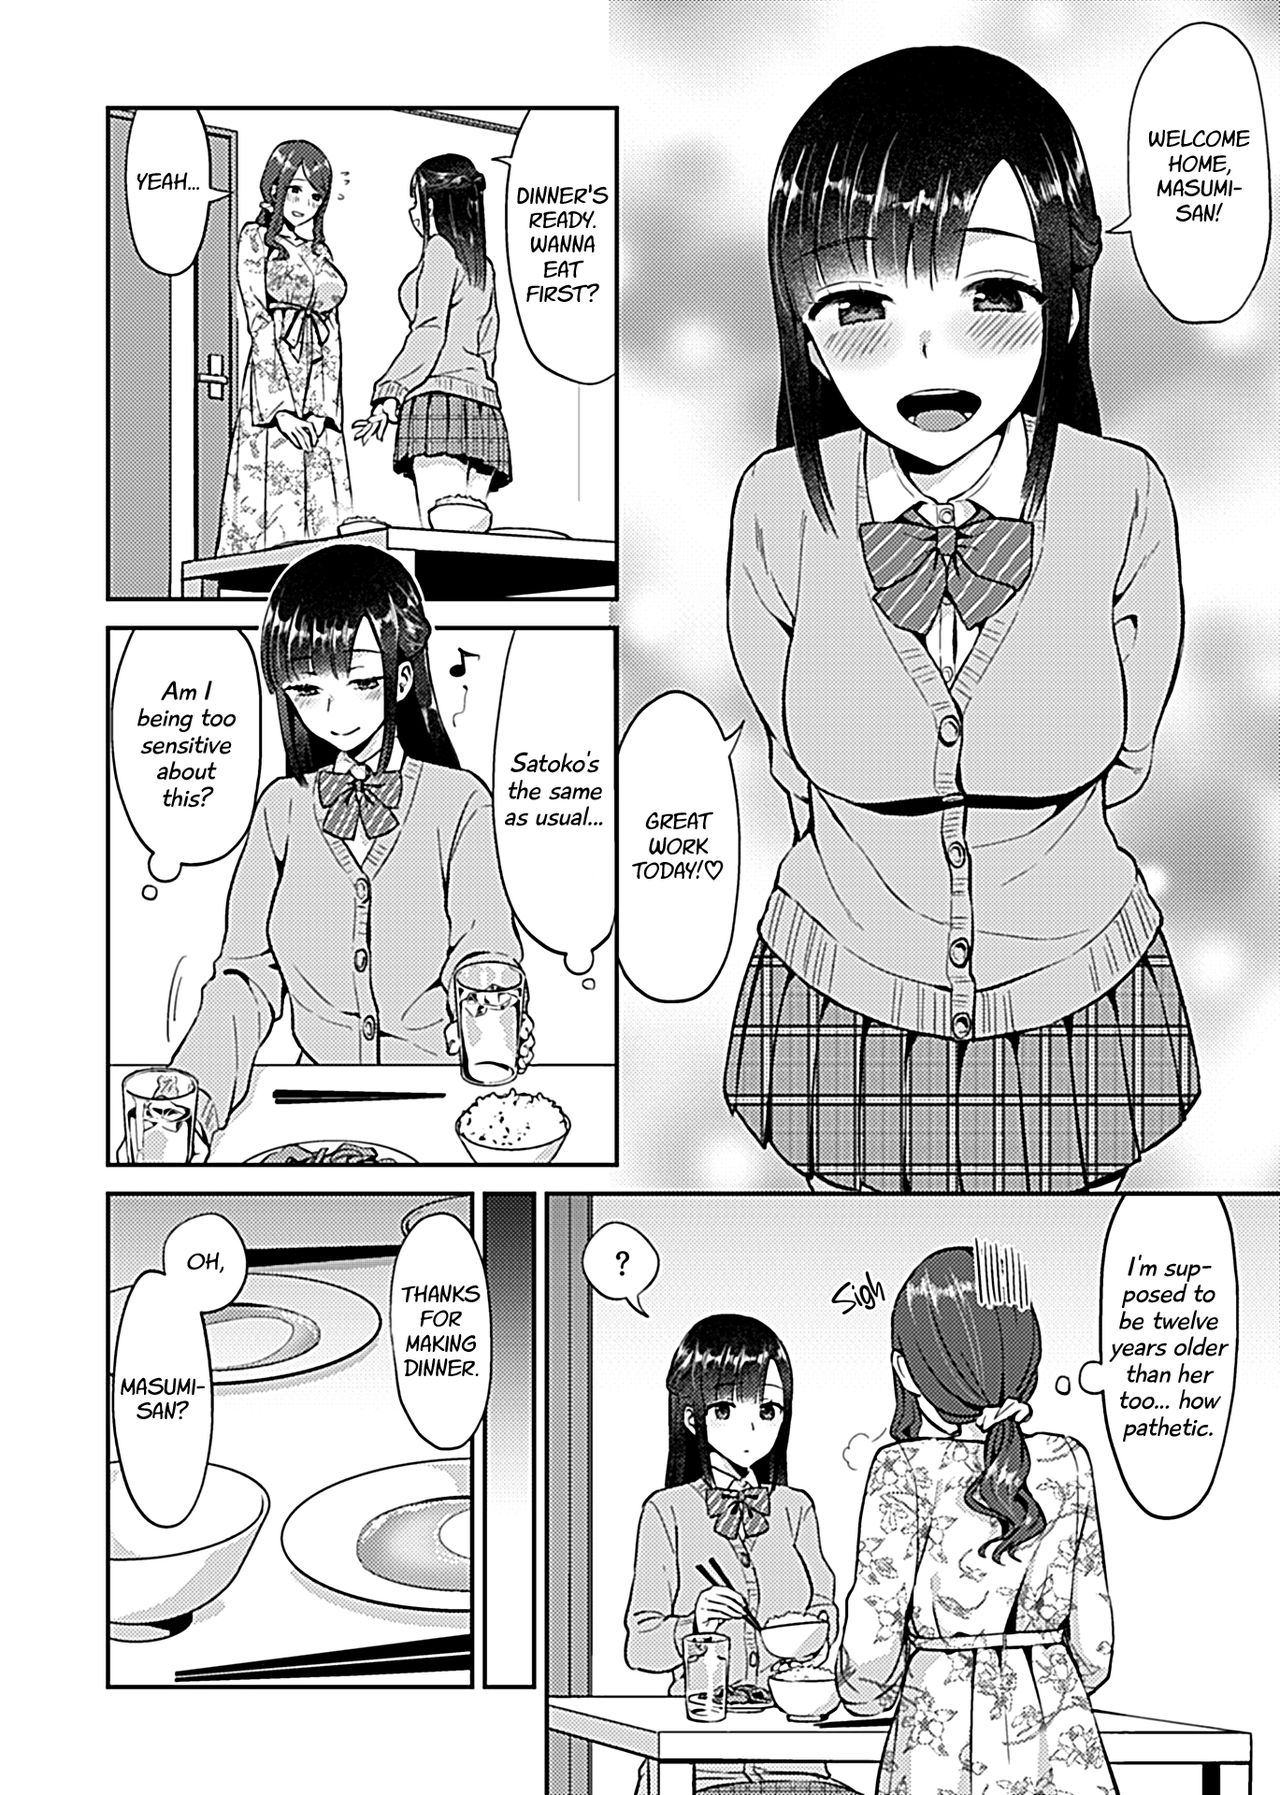 WELCOME
HOME,
MASUMI-
SAN!
GREAT
WORK
TODAY!♡
DINNER'S
READY.
WANNA
EAT
FIRST?
YEAH...
Satoko's
the same
as usual...
Am I
being too
sensitive
about
this?
I'm sup-
posed to
be twelve
years older
than her
too... how
pathetic.
Sigh
?
THANKS
FOR
MAKING
DINNER.
OH,
MASUMI-
SAN?